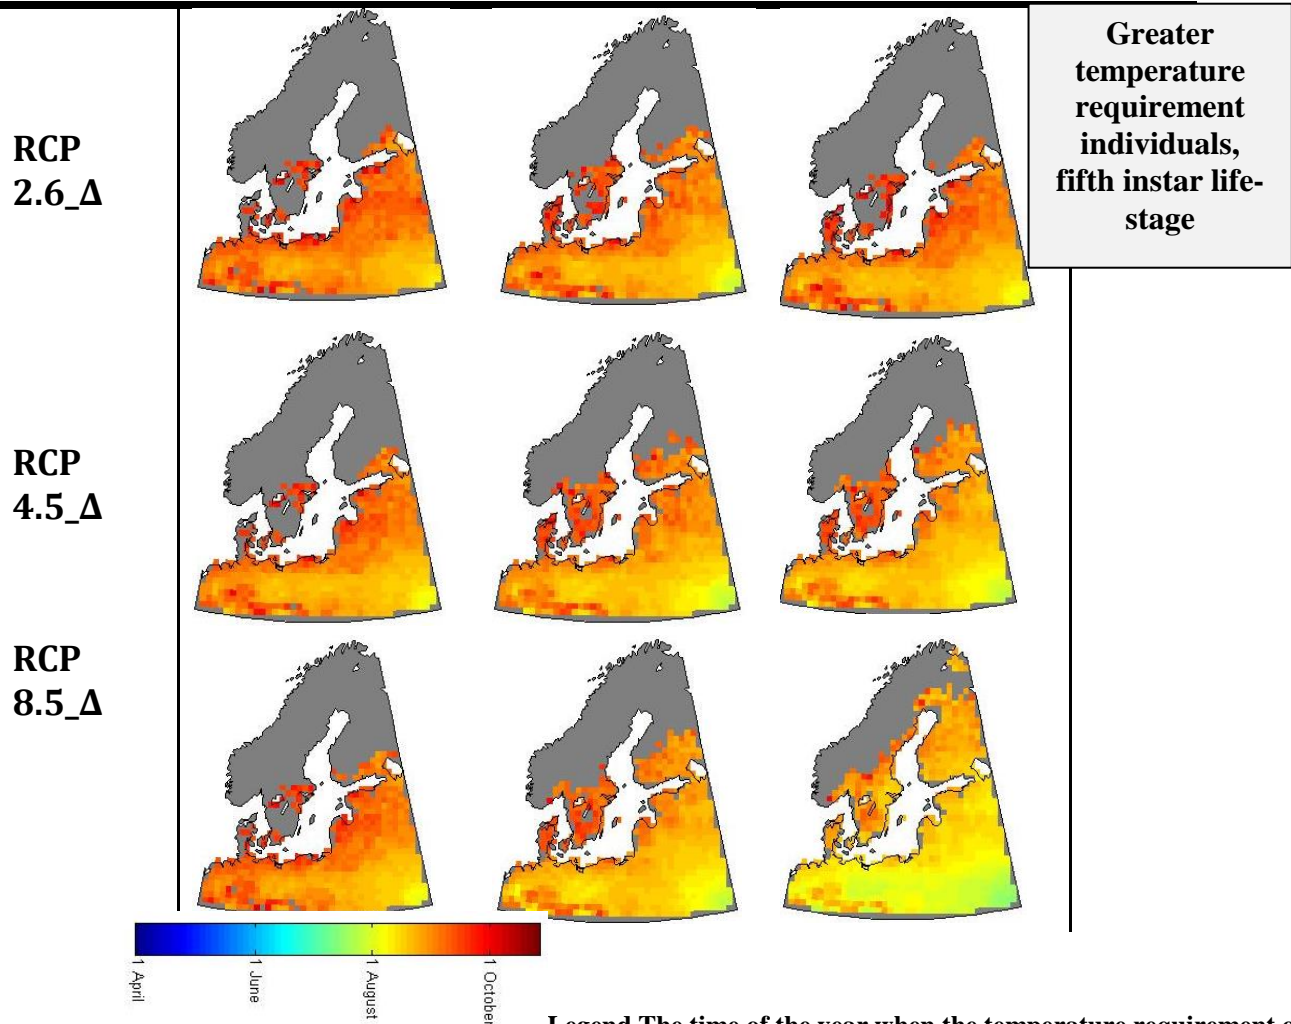 Greater
temperature
requirement
individuals,
fifth instar life-
stage
RCP
2.6_Δ
RCP
4.5_Δ
RCP
8.5_Δ
1 April
1 June
1 August
1 October
Legend The time of the year when the temperature requirement